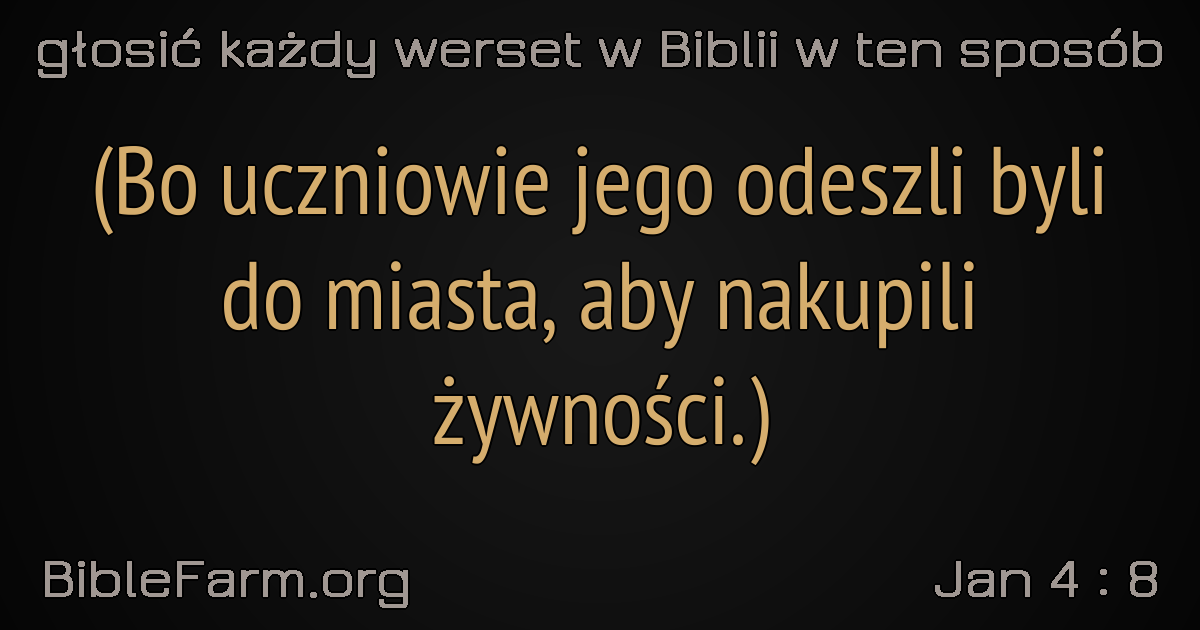 głosić każdy werset w Biblii w ten sposób
(Bo uczniowie jego odeszli byli
do miasta, aby nakupili
żywności.)
BibleFarm.org
Jan 4 : 8